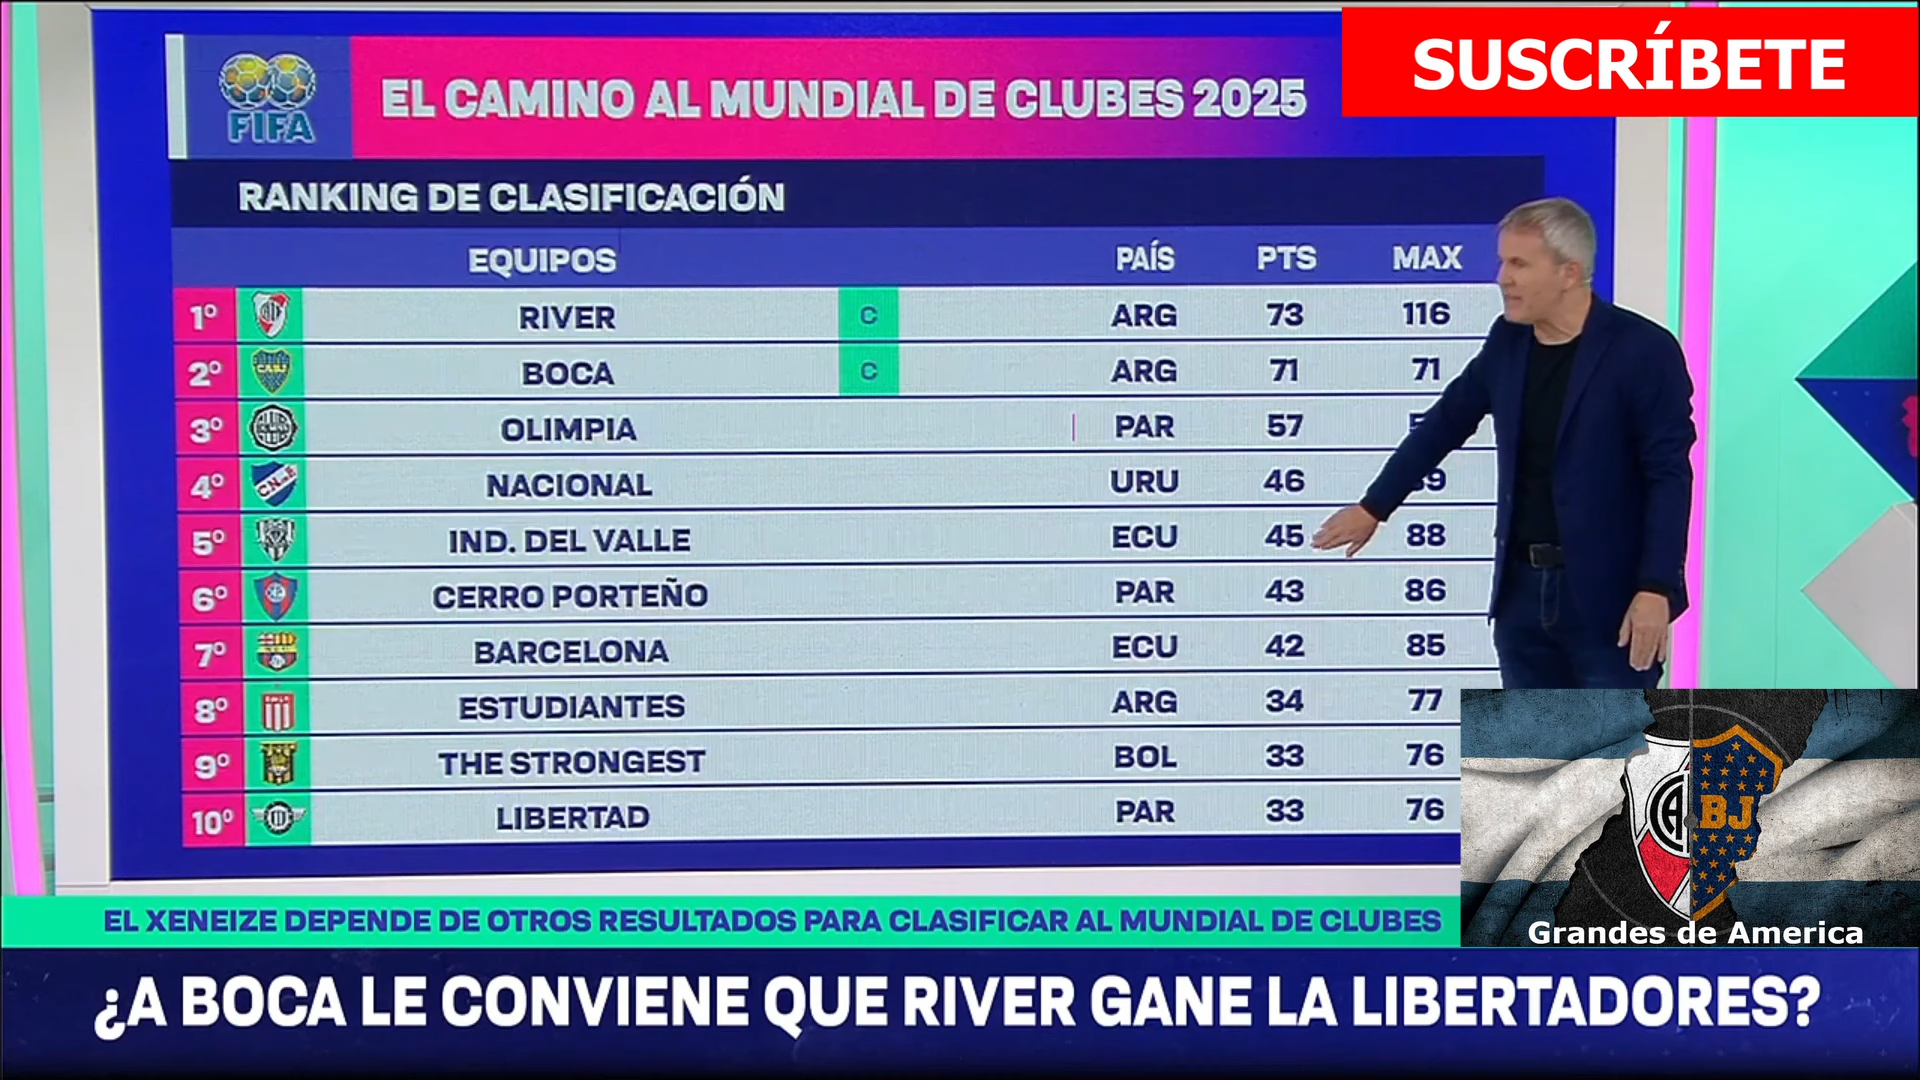 SUSCRÍBETE
FIFA
EL CAMINO AL MUNDIAL DE CLUBES 2025
RANKING DE CLASIFICACIÓN
EQUIPOS PAÍS PTS MAX
1º RIVER C ARG 73 116
2º BOCA C ARG 71 71
3º OLIMPIA PAR 57
4º NACIONAL URU 46
5º IND. DEL VALLE ECU 45 88
6º CERRO PORTEÑO PAR 43 86
7º BARCELONA ECU 42 85
8º ESTUDIANTES ARG 34 77
9º THE STRONGEST BOL 33 76
10º LIBERTAD PAR 33 76
BJ
Grandes de America
EL XENEIZE DEPENDE DE OTROS RESULTADOS PARA CLASIFICAR AL MUNDIAL DE CLUBES
¿A BOCA LE CONVIENE QUE RIVER GANE LA LIBERTADORES?